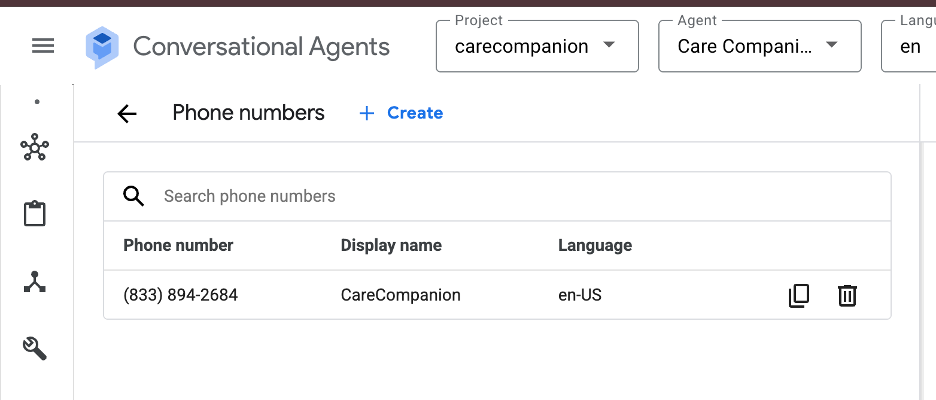 Conversational Agents
Project
carecompanion
Agent
Care Compani...
en
Phone numbers
+ Create
Search phone numbers
Phone number Display name Language
(833) 894-2684 CareCompanion en-US